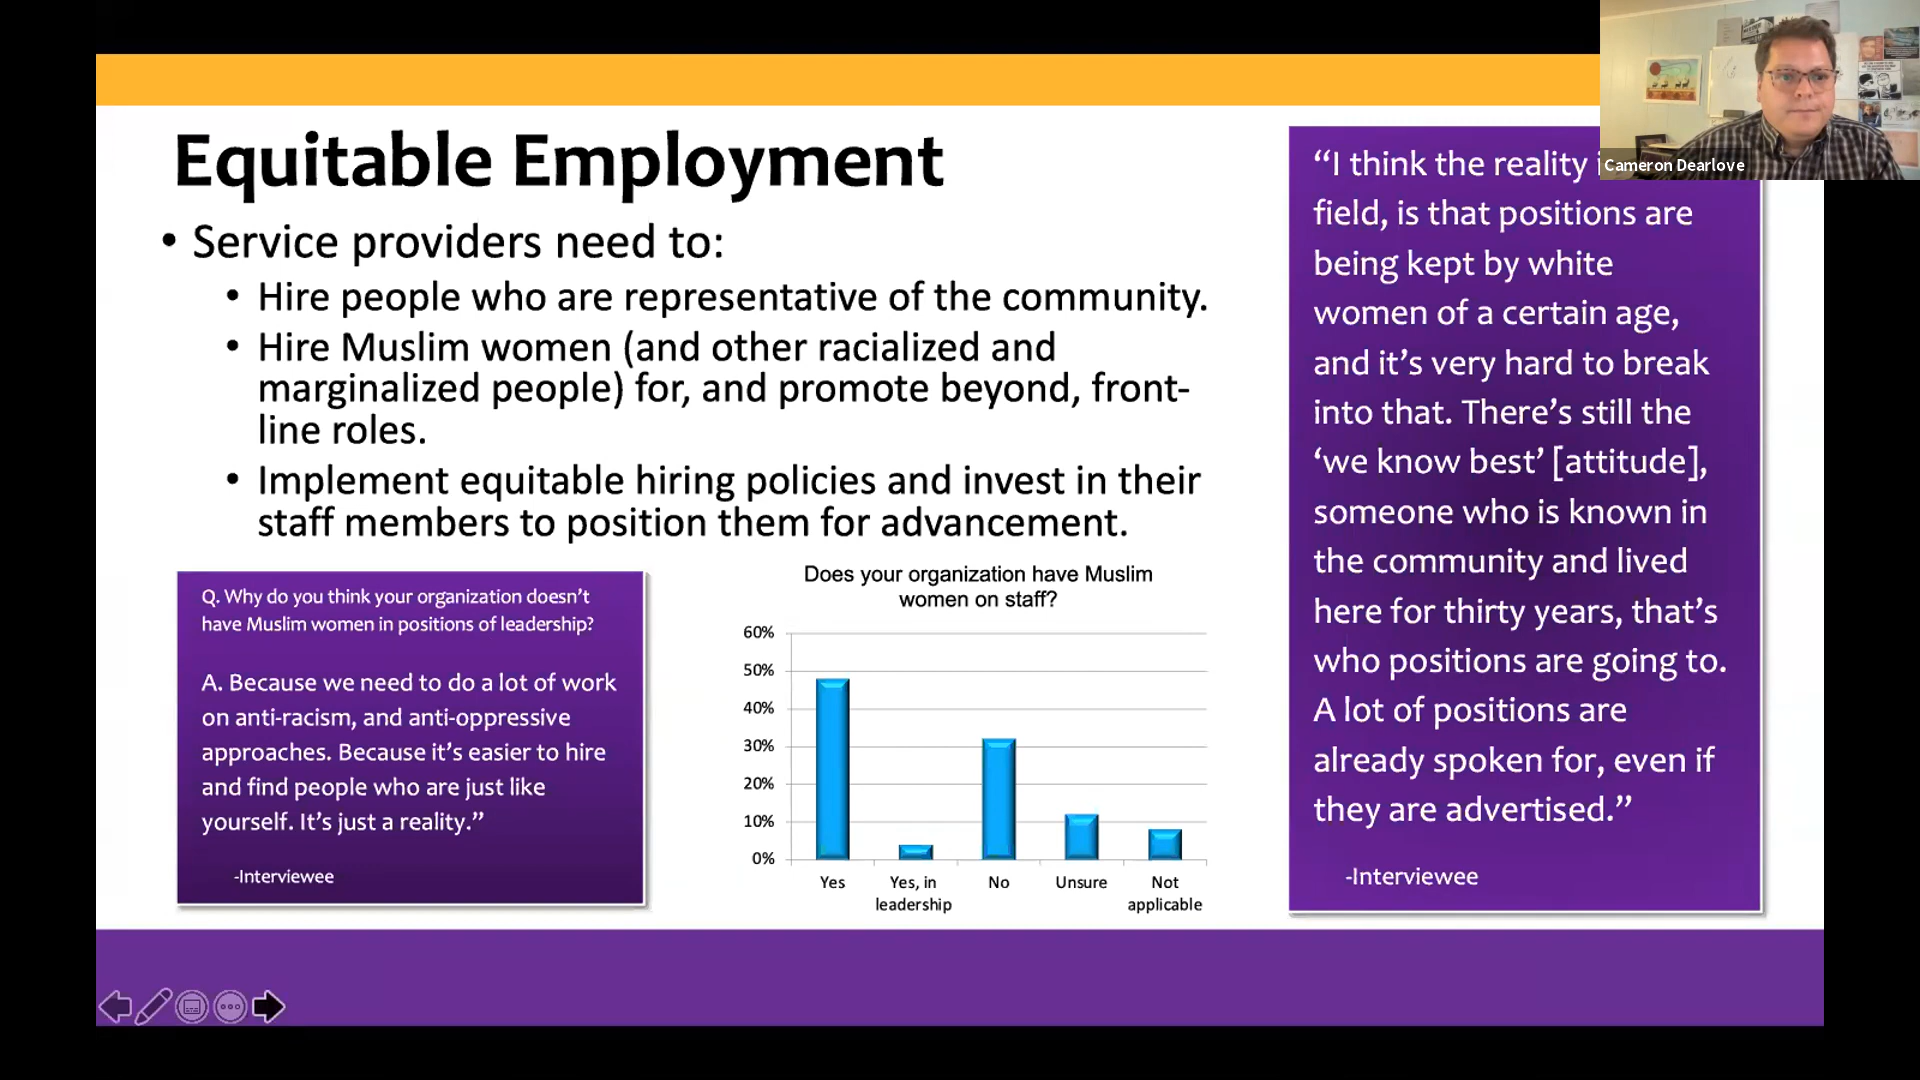 Equitable Employment
• Service providers need to:
• Hire people who are representative of the community.
• Hire Muslim women (and other racialized and
marginalized people) for, and promote beyond, front-
line roles.
• Implement equitable hiring policies and invest in their
staff members to position them for advancement.
Q. Why do you think your organization doesn’t
have Muslim women in positions of leadership?
A. Because we need to do a lot of work
on anti-racism, and anti-oppressive
approaches. Because it’s easier to hire
and find people who are just like
yourself. It’s just a reality.”
-Interviewee
Does your organization have Muslim
women on staff?
60%
50%
40%
30%
20%
10%
0%
Yes
Yes, in
leadership
No
Unsure
Not
applicable
“I think the reality
field, is that positions are
being kept by white
women of a certain age,
and it’s very hard to break
into that. There’s still the
‘we know best’ [attitude],
someone who is known in
the community and lived
here for thirty years, that’s
who positions are going to.
A lot of positions are
already spoken for, even if
they are advertised.”
-Interviewee
Cameron Dearlove